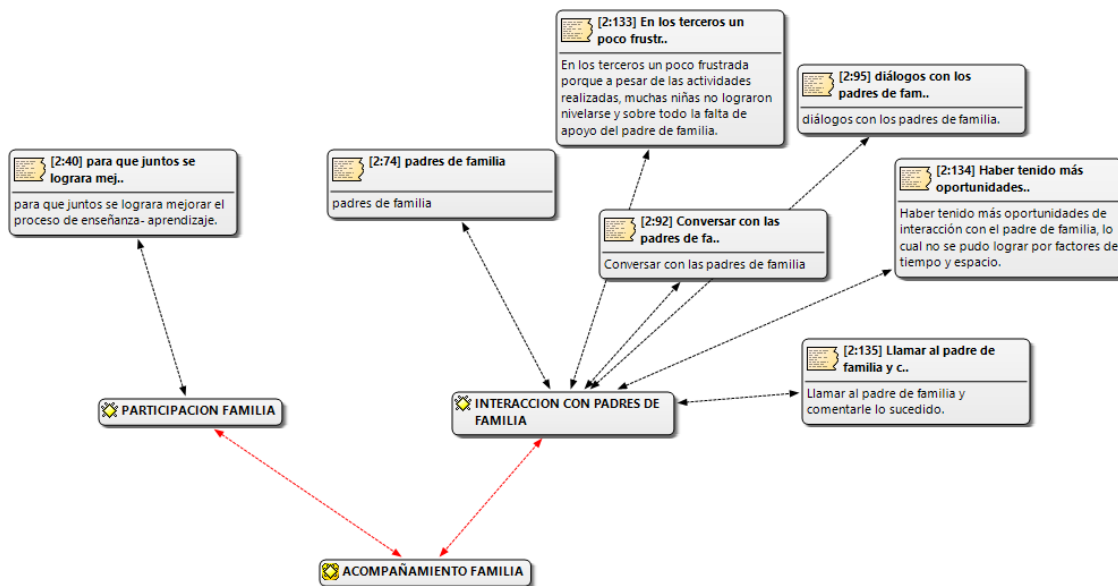 [2:133] En los terceros un
poco frustr..
En los terceros un poco frustrada
porque a pesar de las actividades
realizadas, muchas niñas no lograron
nivelarse y sobre todo la falta de
apoyo del padre de familia.
[2:95] diálogos con los
padres de fam..
diálogos con los padres de familia.
[2:40] para que juntos se
lograra mej..
para que juntos se lograra mejorar el
proceso de enseñanza- aprendizaje.
[2:74] padres de familia
padres de familia
[2:134] Haber tenido más
oportunidades..
Haber tenido más oportunidades de
interacción con el padre de familia, lo
cual no se pudo lograr por factores de
tiempo y espacio.
[2:92] Conversar con las
padres de fa..
Conversar con las padres de familia
[2:135] Llamar al padre de
familia y c..
Llamar al padre de familia y
comentarle lo sucedido.
PARTICIPACION FAMILIA
INTERACCION CON PADRES DE
FAMILIA
ACOMPAÑAMIENTO FAMILIA